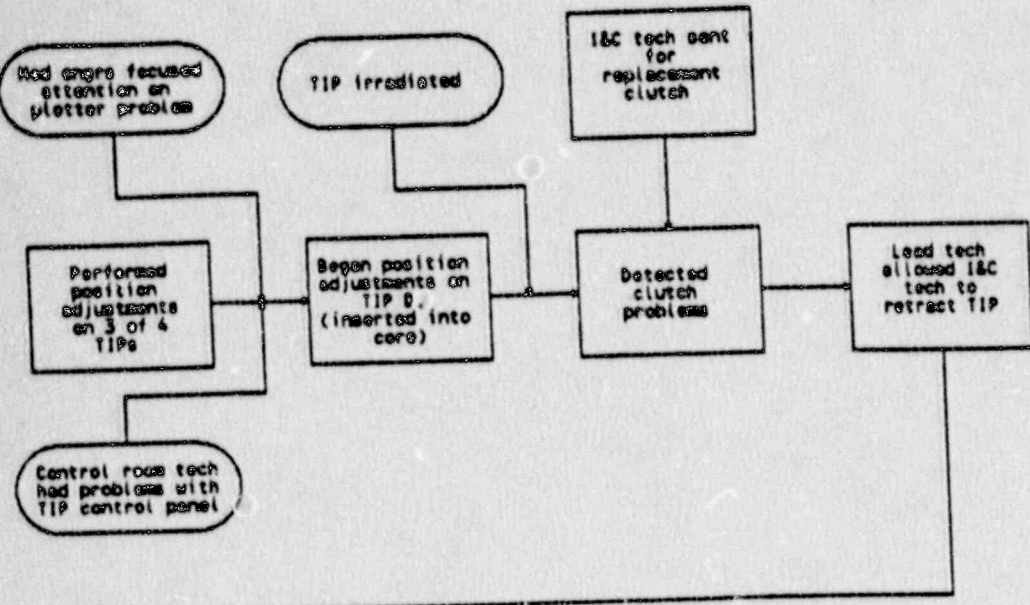 Nuc engrs focused
attention on
plotter problem
TIP irradiated
I&C tech sent
for
replacement
clutch
Performed
position
adjustments
on 3 of 4
TIPs
Began position
adjustments on
TIP D.
(inserted into
core)
Detected
clutch
problems
Lead tech
allowed I&C
tech to
retract TIP
Control room tech
had problems with
TIP control panel